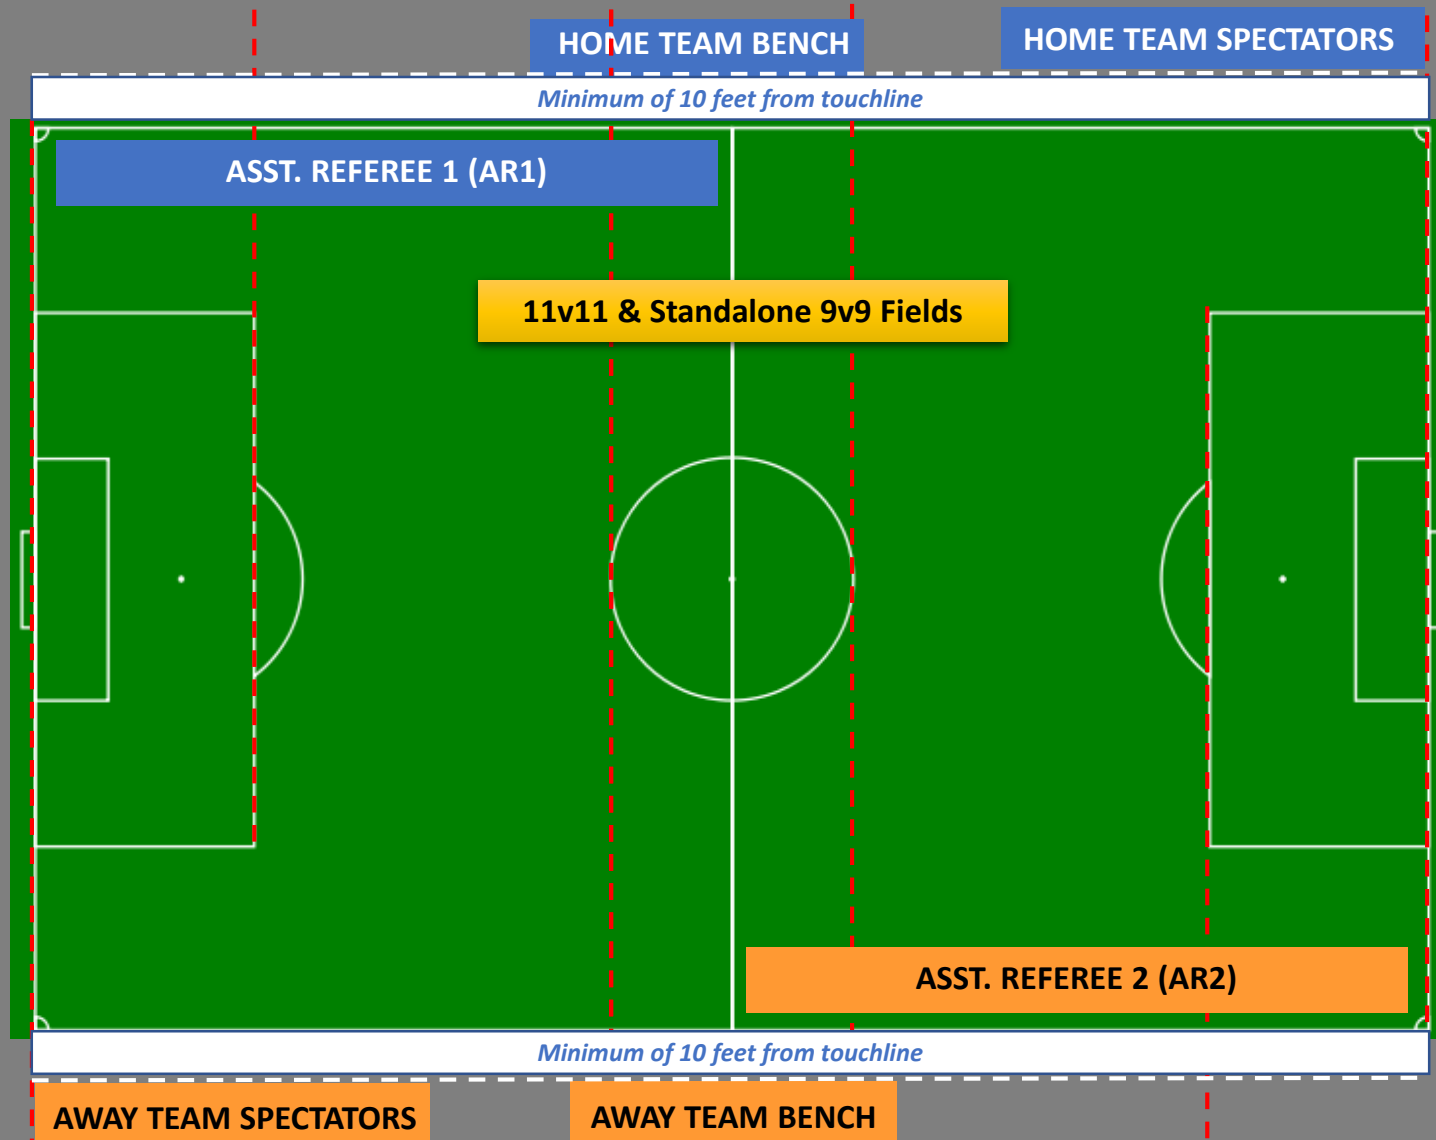 HOME TEAM BENCH
HOME TEAM SPECTATORS
Minimum of 10 feet from touchline
ASST. REFEREE 1 (AR1)
11v11 & Standalone 9v9 Fields
ASST. REFEREE 2 (AR2)
Minimum of 10 feet from touchline
AWAY TEAM SPECTATORS
AWAY TEAM BENCH